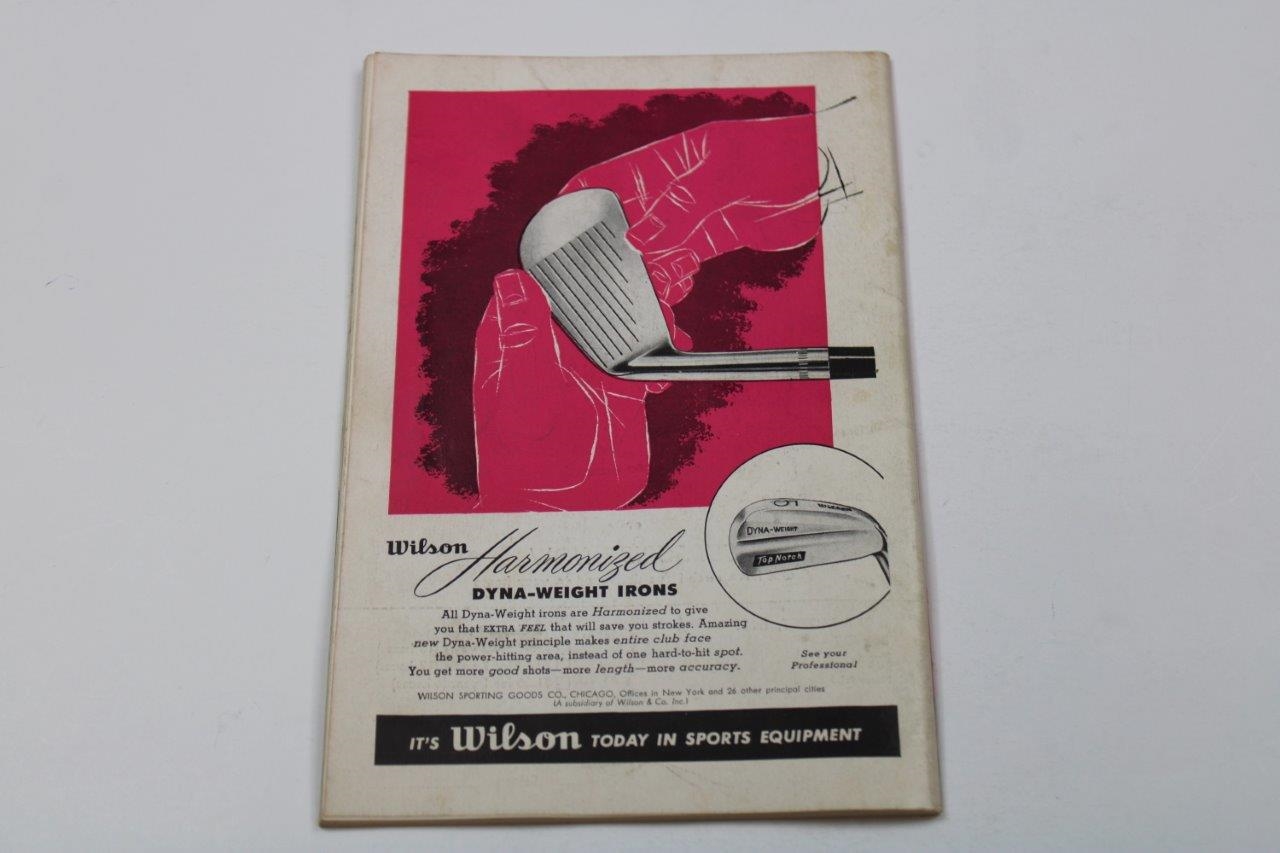 Wilson Harmonized
DYNA-WEIGHT IRONS
All Dyna-Weight irons are Harmonized to give
you that EXTRA FEEL that will save you strokes. Amazing
new Dyna-Weight principle makes entire club face
the power-hitting area, instead of one hard-to-hit spot.
You get more good shots—more length—more accuracy.
DYNA-WEIGHT
Top Notch
See your
Professional
WILSON SPORTING GOODS CO., CHICAGO, Offices in New York and 26 other principal cities
(A subsidiary of Wilson & Co. Inc.)
IT'S Wilson TODAY IN SPORTS EQUIPMENT